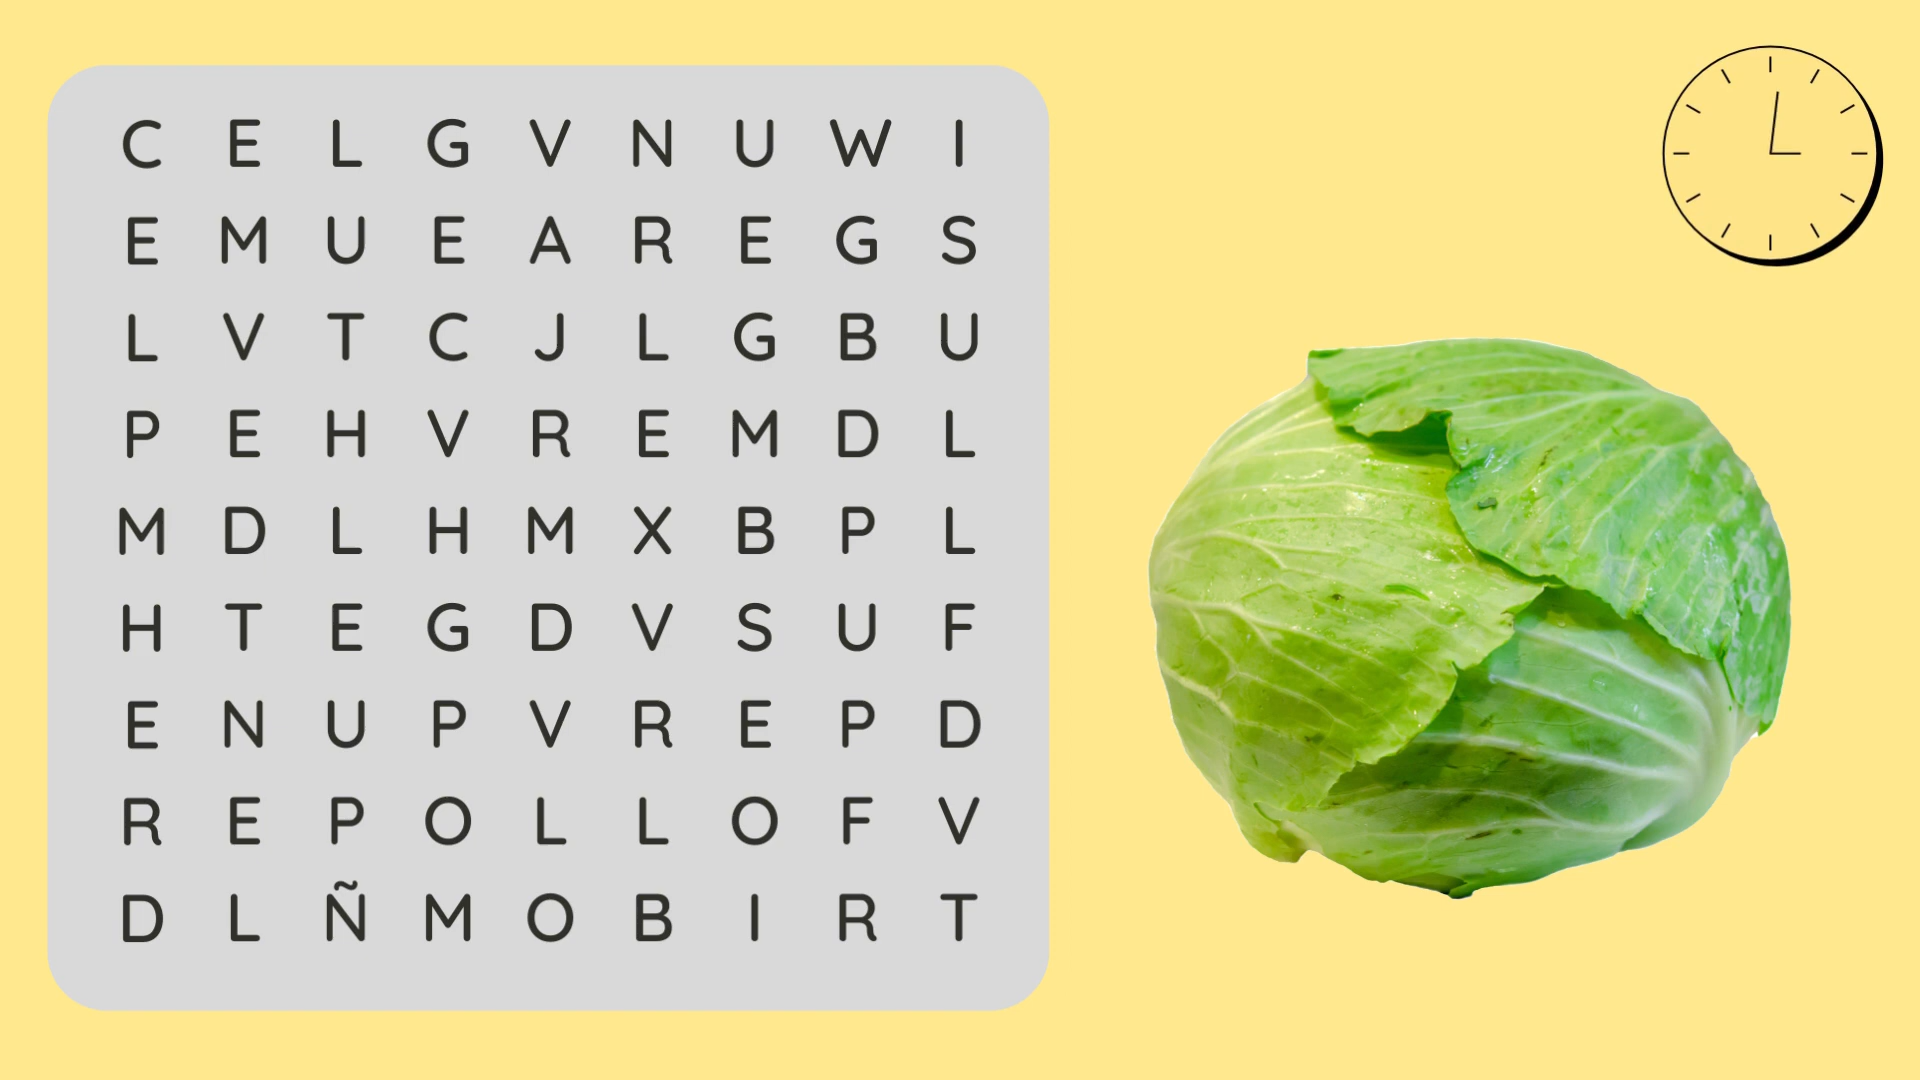 C E L G V N U W I
E M U E A R E G S
L V T C J L G B U
P E H V R E M D L
M D L H M X B P L
H T E G D V S U F
E N U P V R E P D
R E P O L L O F V
D L Ñ M O B I R T